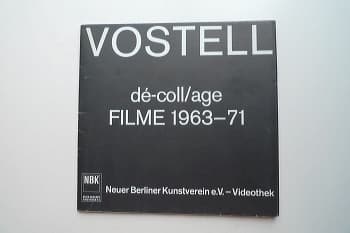 VOSTELL
dé-coll/age
FILME 1963–71
NBK
Neuer Berliner Kunstverein e.V. – Videothek